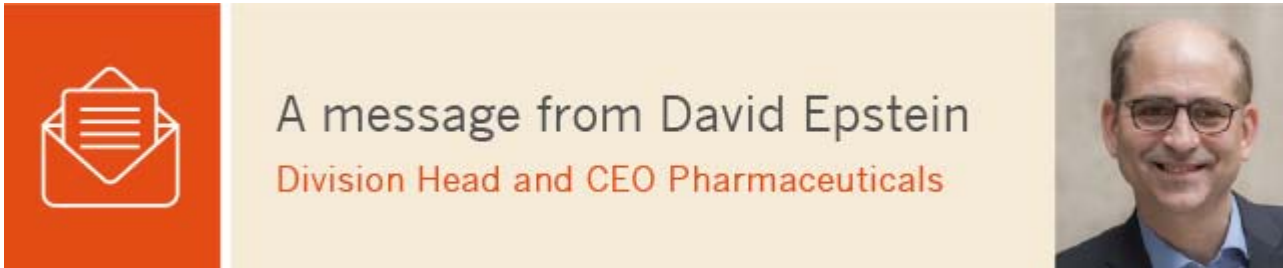 A message from David Epstein
Division Head and CEO Pharmaceuticals